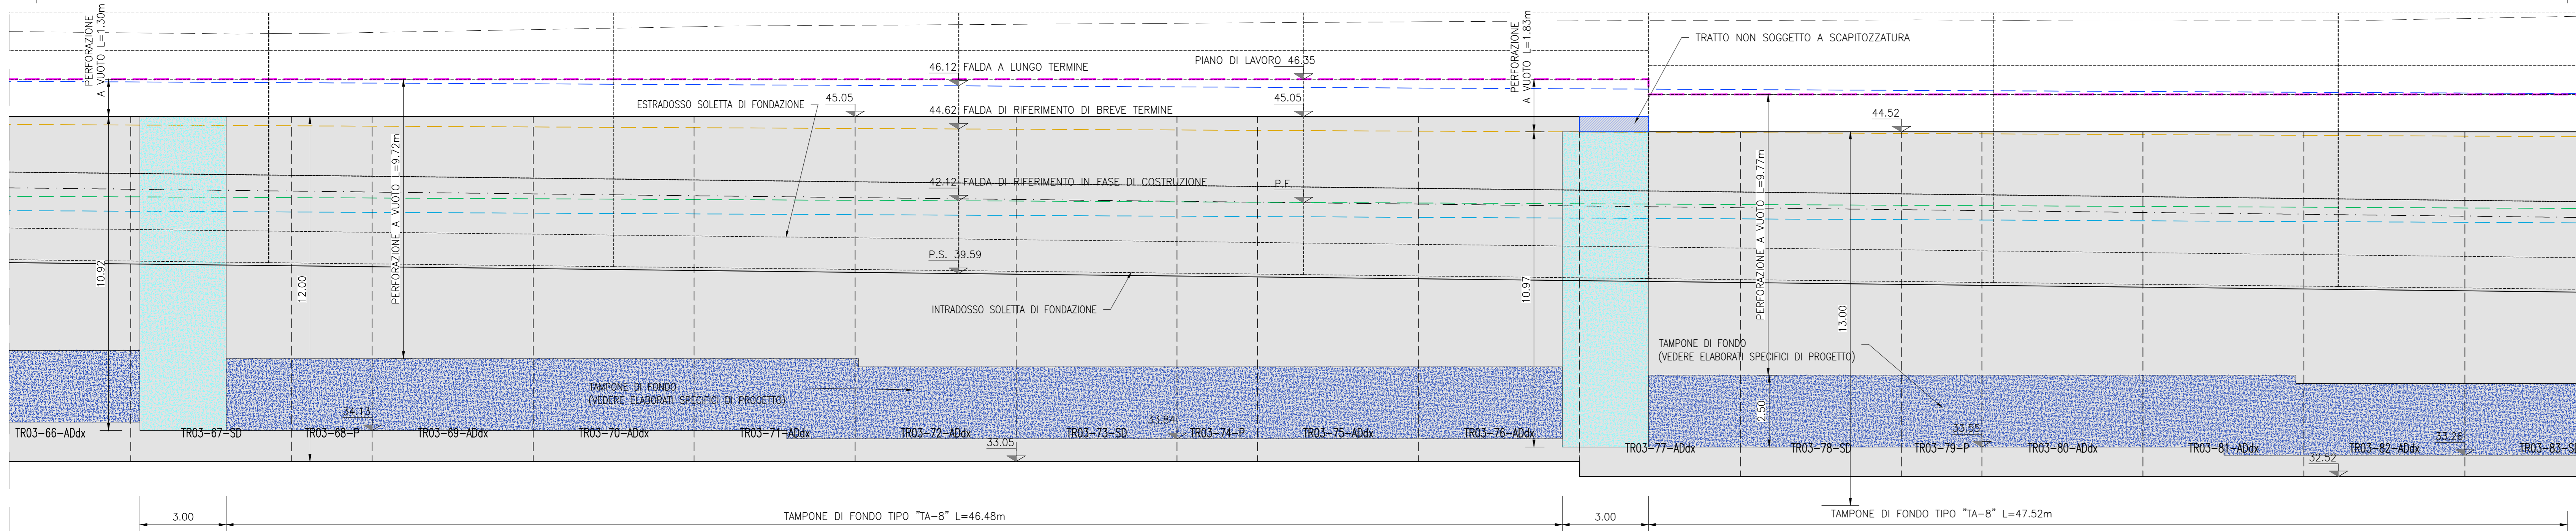 PERFORAZIONE
A VUOTO L=1.30m
PERFORAZIONE A VUOTO L=9.72m
ESTRADOSSO SOLETTA DI FONDAZIONE
45.05
46.12 FALDA A LUNGO TERMINE
44.62 FALDA DI RIFERIMENTO DI BREVE TERMINE
42.12 FALDA DI RIFERIMENTO IN FASE DI COSTRUZIONE
P.S. 39.59
INTRADOSSO SOLETTA DI FONDAZIONE
PIANO DI LAVORO 46.35
45.05
P.F.
PERFORAZIONE
A VUOTO L=1.83m
TRATTO NON SOGGETTO A SCAPITOZZATURA
44.52
PERFORAZIONE A VUOTO L=9.77m
10.92
12.00
10.97
13.00
2.50
TAMPONE DI FONDO
(VEDERE ELABORATI SPECIFICI DI PROGETTO)
TAMPONE DI FONDO
(VEDERE ELABORATI SPECIFICI DI PROGETTO)
34.13
33.84
33.55
33.26
TR03-66-ADdx
TR03-67-SD
TR03-68-P
TR03-69-ADdx
TR03-70-ADdx
TR03-71-ADdx
TR03-72-ADdx
TR03-73-SD
TR03-74-P
TR03-75-ADdx
TR03-76-ADdx
TR03-77-ADdx
TR03-78-SD
TR03-79-P
TR03-80-ADdx
TR03-81-ADdx
TR03-82-ADdx
TR03-83-S
33.05
32.52
3.00
TAMPONE DI FONDO TIPO "TA-8" L=46.48m
3.00
TAMPONE DI FONDO TIPO "TA-8" L=47.52m